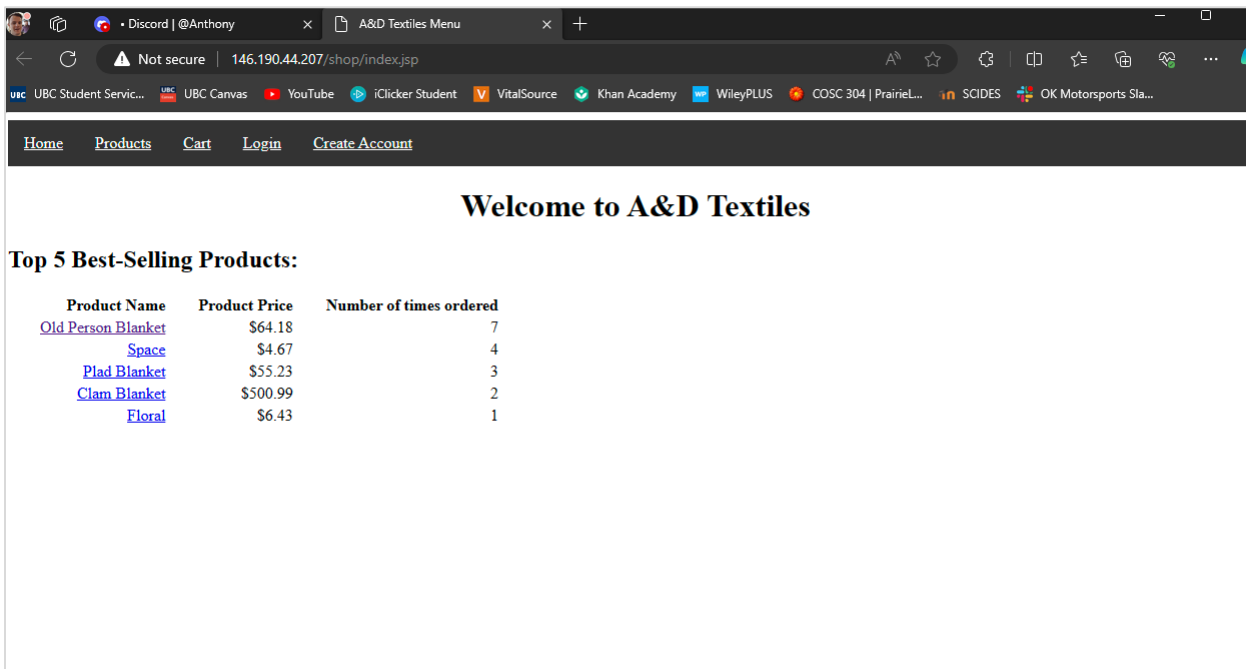 • Discord | @Anthony
A&D Textiles Menu
Not secure | 146.190.44.207/shop/index.jsp
UBC UBC Student Servic... UBC UBC Canvas YouTube iClicker Student V VitalSource Khan Academy WP WileyPLUS COSC 304 | PrairieL... in SCIDES OK Motorsports Sla...
Home Products Cart Login Create Account
Welcome to A&D Textiles
Top 5 Best-Selling Products:
Product Name Product Price Number of times ordered
Old Person Blanket $64.18 7
Space $4.67 4
Plad Blanket $55.23 3
Clam Blanket $500.99 2
Floral $6.43 1